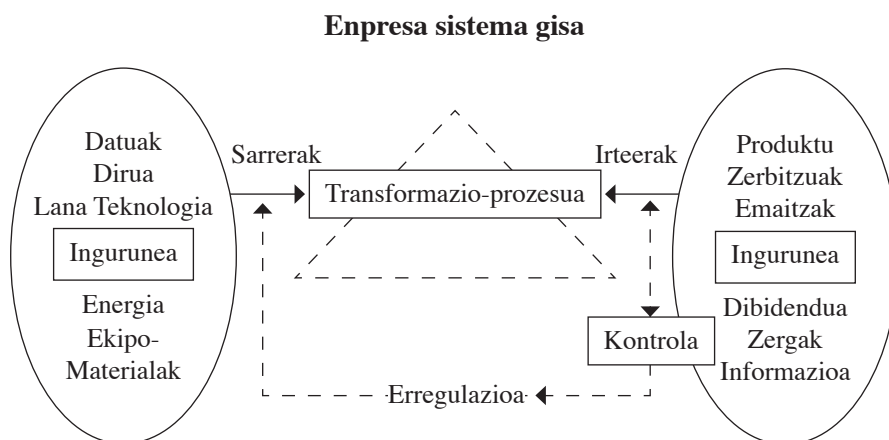 Enpresa sistema gisa
Datuak
Dirua
Lana Teknologia
Ingurunea
Energia
Ekipo-
Materialak
Sarrerak
Transformazio-prozesua
Irteerak
Produktu
Zerbitzuak
Emaitzak
Ingurunea
Dibidendua
Zergak
Informazioa
Kontrola
Erregulazioa